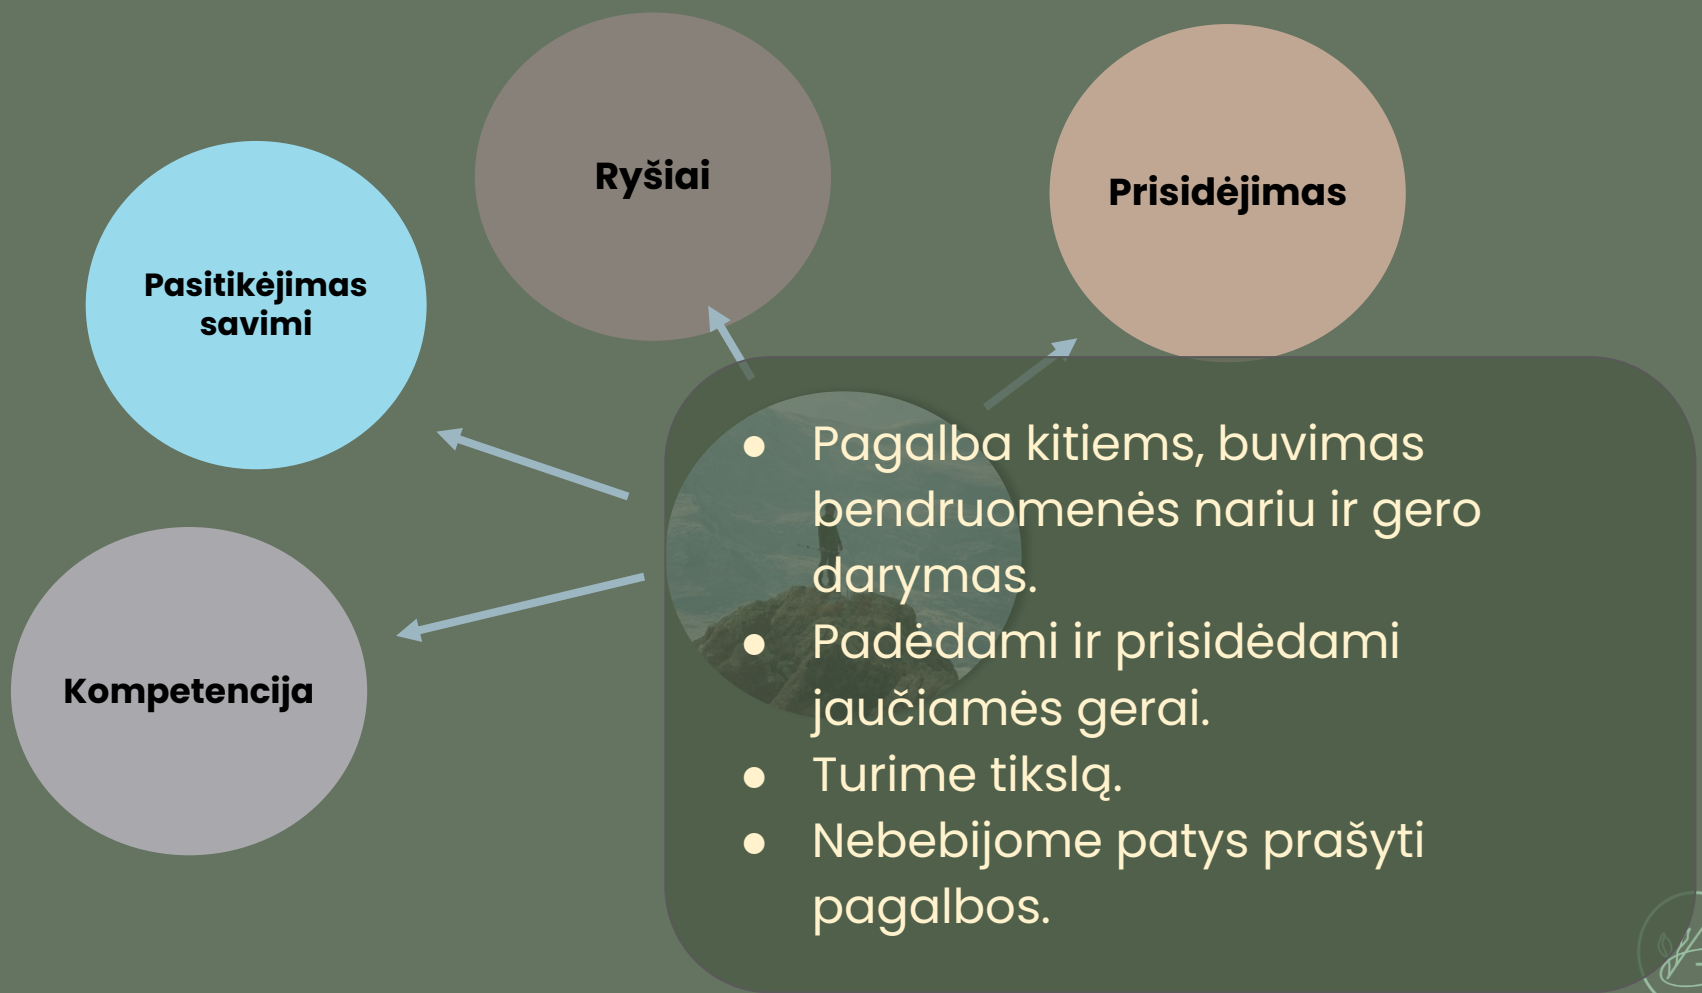 Ryšiai
Prisidėjimas
Pasitikėjimas
savimi
Kompetencija
● Pagalba kitiems, buvimas
bendruomenės nariu ir gero
darymas.
● Padėdami ir prisidėdami
jaučiamės gerai.
● Turime tikslą.
● Nebebijome patys prašyti
pagalbos.